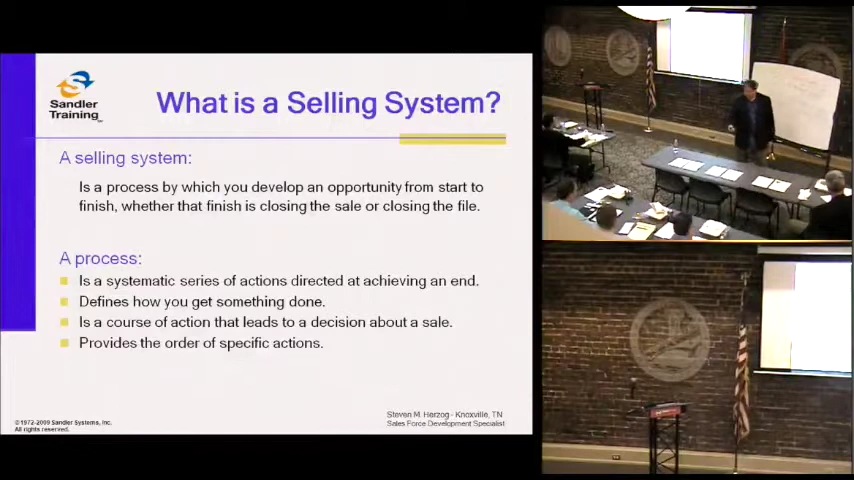 Sandler
Training
What is a Selling System?
A selling system:
Is a process by which you develop an opportunity from start to
finish, whether that finish is closing the sale or closing the file.
A process:
Is a systematic series of actions directed at achieving an end.
Defines how you get something done.
Is a course of action that leads to a decision about a sale.
Provides the order of specific actions.
©1972-2009 Sandler Systems, Inc.
All rights reserved.
Steven M. Herzog - Knoxville, TN
Sales Force Development Specialist